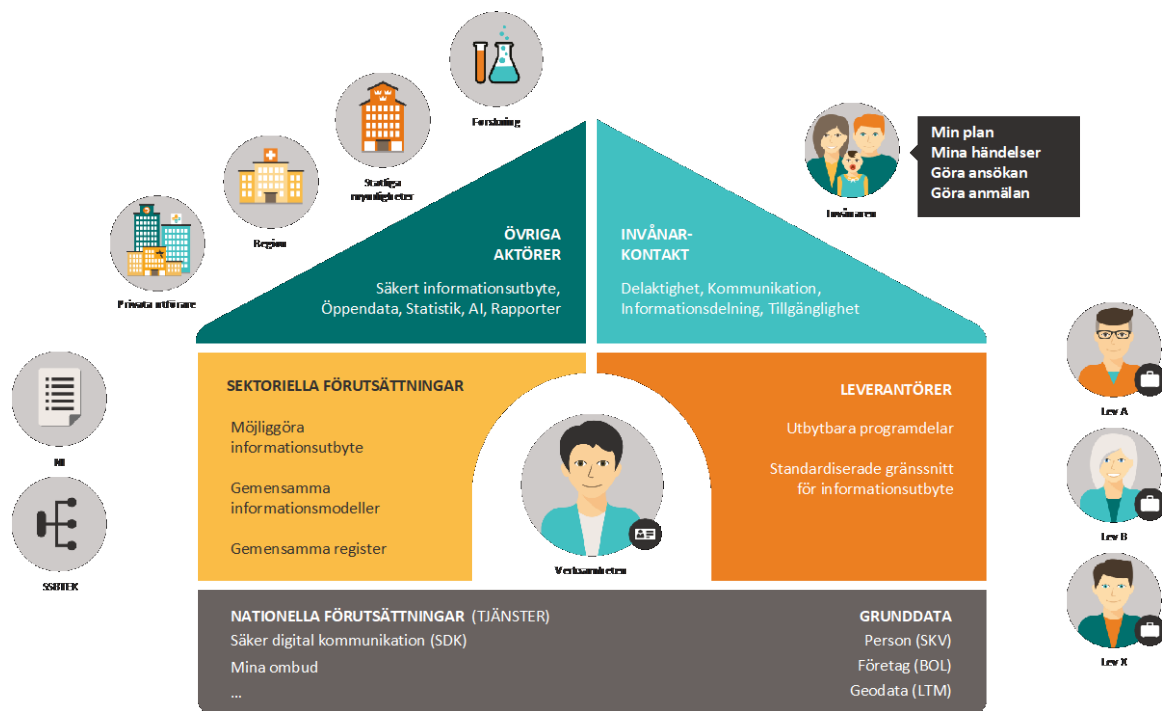 Forskning
Statliga
myndigheter
Region
Privata utförare
Invånaren
Min plan
Mina händelser
Göra ansökan
Göra anmälan
ÖVRIGA
AKTÖRER
Säkert informationsutbyte,
Öppendata, Statistik, AI, Rapporter
INVÅNAR-
KONTAKT
Delaktighet, Kommunikation,
Informationsdelning, Tillgänglighet
NI
SSBTEK
SEKTORIELLA FÖRUTSÄTTNINGAR
Möjliggöra
informationsutbyte
Gemensamma
informationsmodeller
Gemensamma register
Verksamheten
LEVERANTÖRER
Utbytbara programdelar
Standardiserade gränssnitt
för informationsutbyte
Lev A
Lev B
Lev X
NATIONELLA FÖRUTSÄTTNINGAR (TJÄNSTER)
Säker digital kommunikation (SDK)
Mina ombud
...
GRUNDDATA
Person (SKV)
Företag (BOL)
Geodata (LTM)